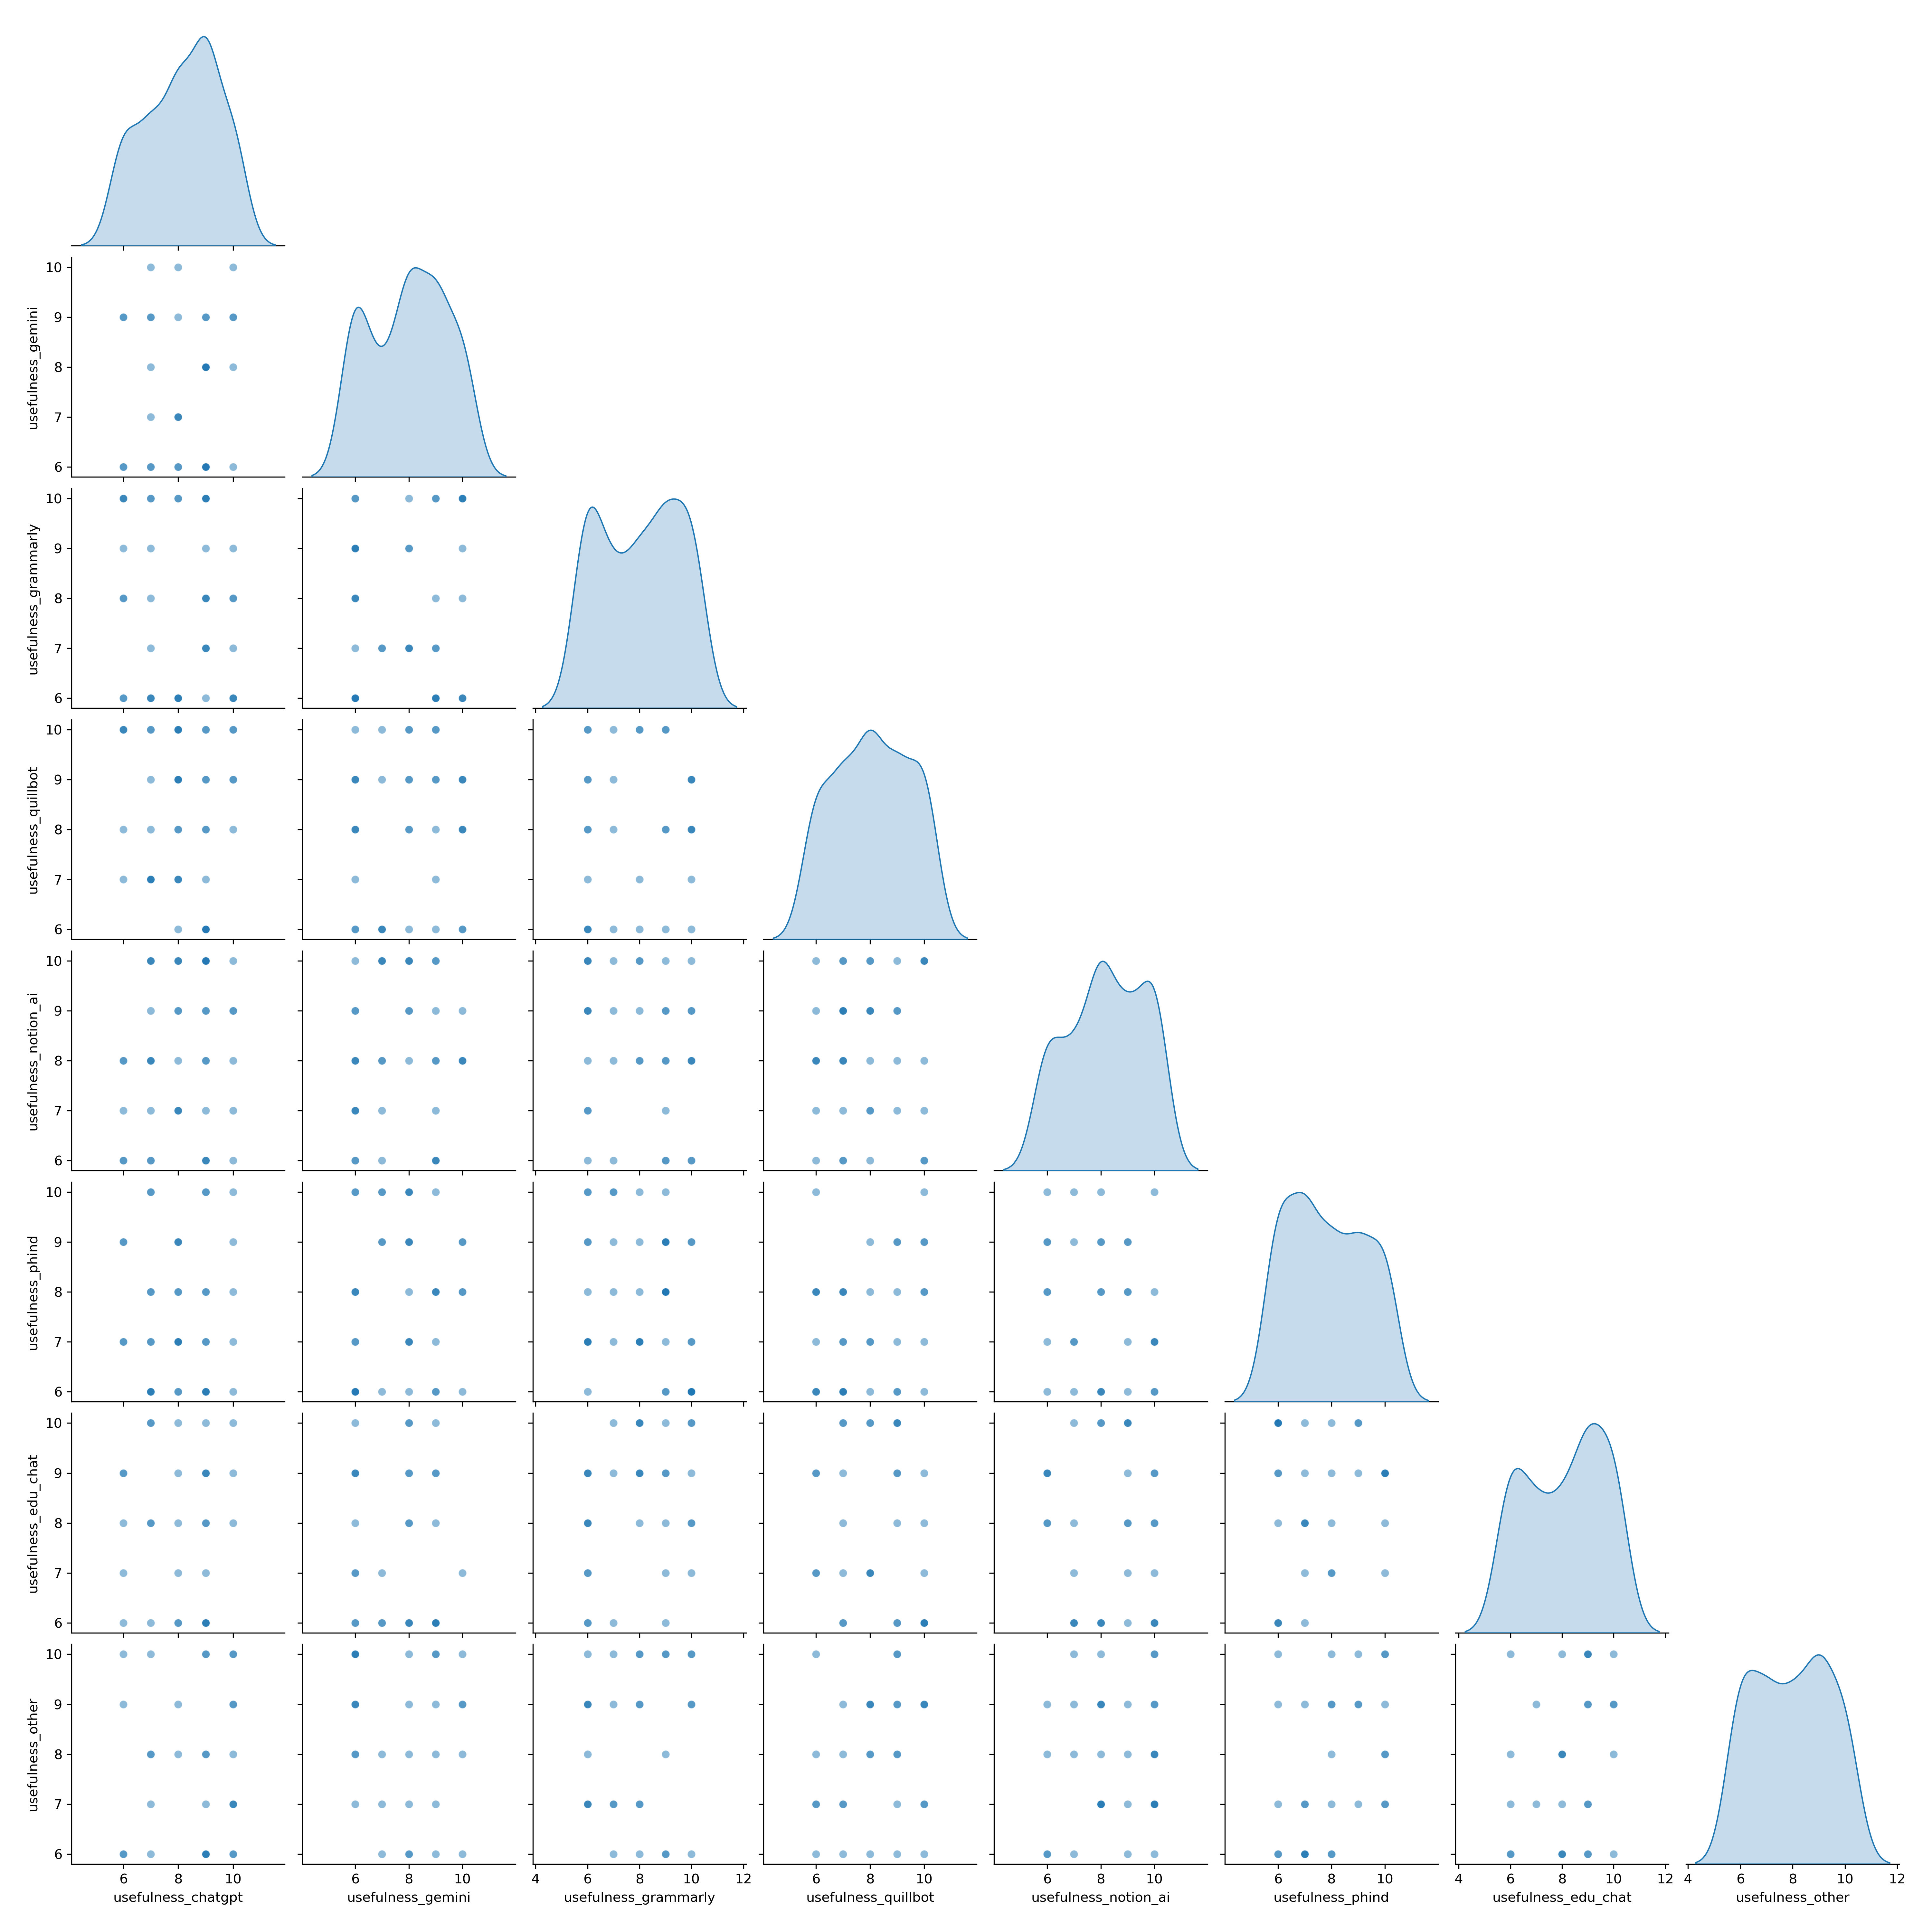 10
9
8
7
6
usefulness_gemini
10
9
8
7
6
usefulness_grammarly
10
9
8
7
6
usefulness_quillbot
10
9
8
7
6
usefulness_notion_ai
10
9
8
7
6
usefulness_phind
10
9
8
7
6
usefulness_edu_chat
10
9
8
7
6
usefulness_other
6 8 10
usefulness_chatgpt
6 8 10
usefulness_gemini
4 6 8 10 12
usefulness_grammarly
6 8 10
usefulness_quillbot
6 8 10
usefulness_notion_ai
6 8 10
usefulness_phind
4 6 8 10 12
usefulness_edu_chat
4 6 8 10 12
usefulness_other